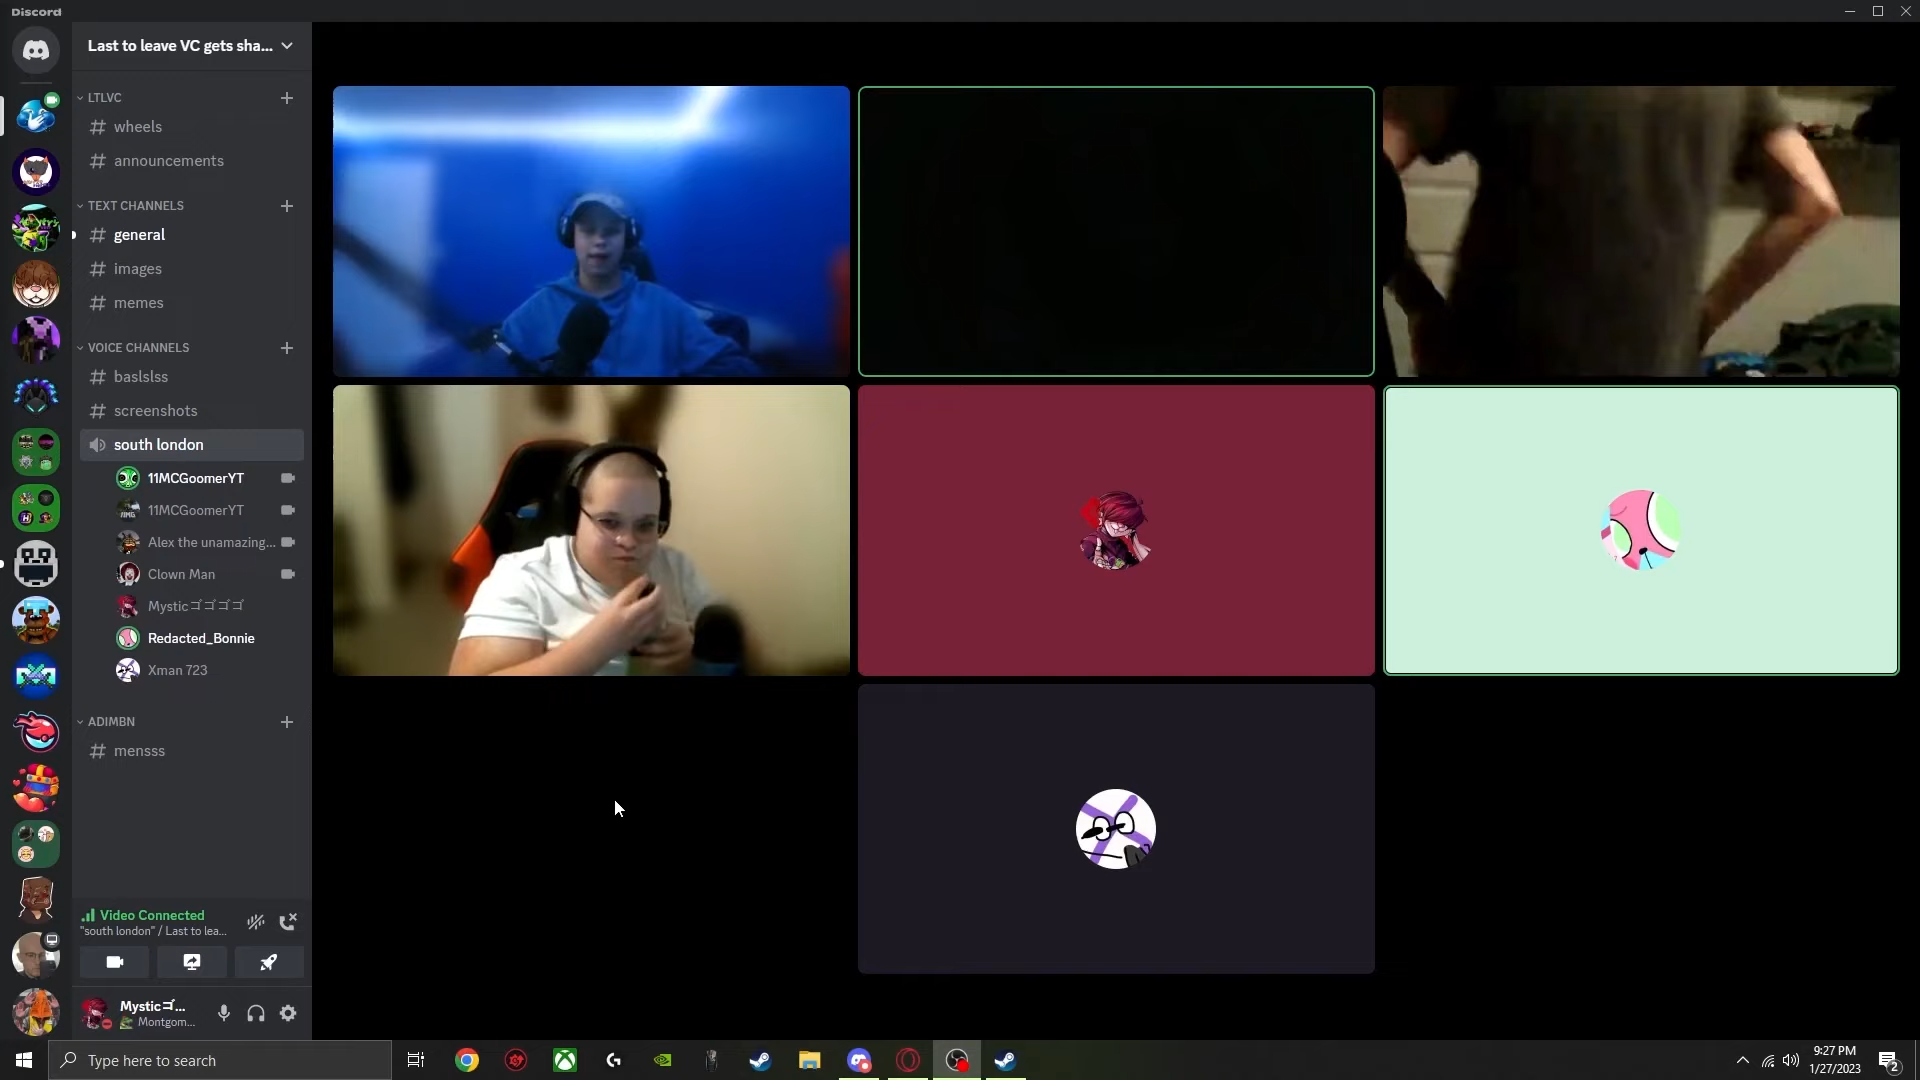 Discord
Last to leave VC gets sha...
LTLVC
wheels
announcements
TEXT CHANNELS
general
images
memes
VOICE CHANNELS
baslslss
screenshots
south london
11MCGoomerYT
11MCGoomerYT
Alex the unamazing...
Clown Man
Mysticゴゴゴゴ
Redacted_Bonnie
Xman 723
ADIMBN
mensss
Video Connected
"south london" / Last to lea...
Mysticゴ...
Montgom...
Type here to search
9:27 PM
1/27/2023
2